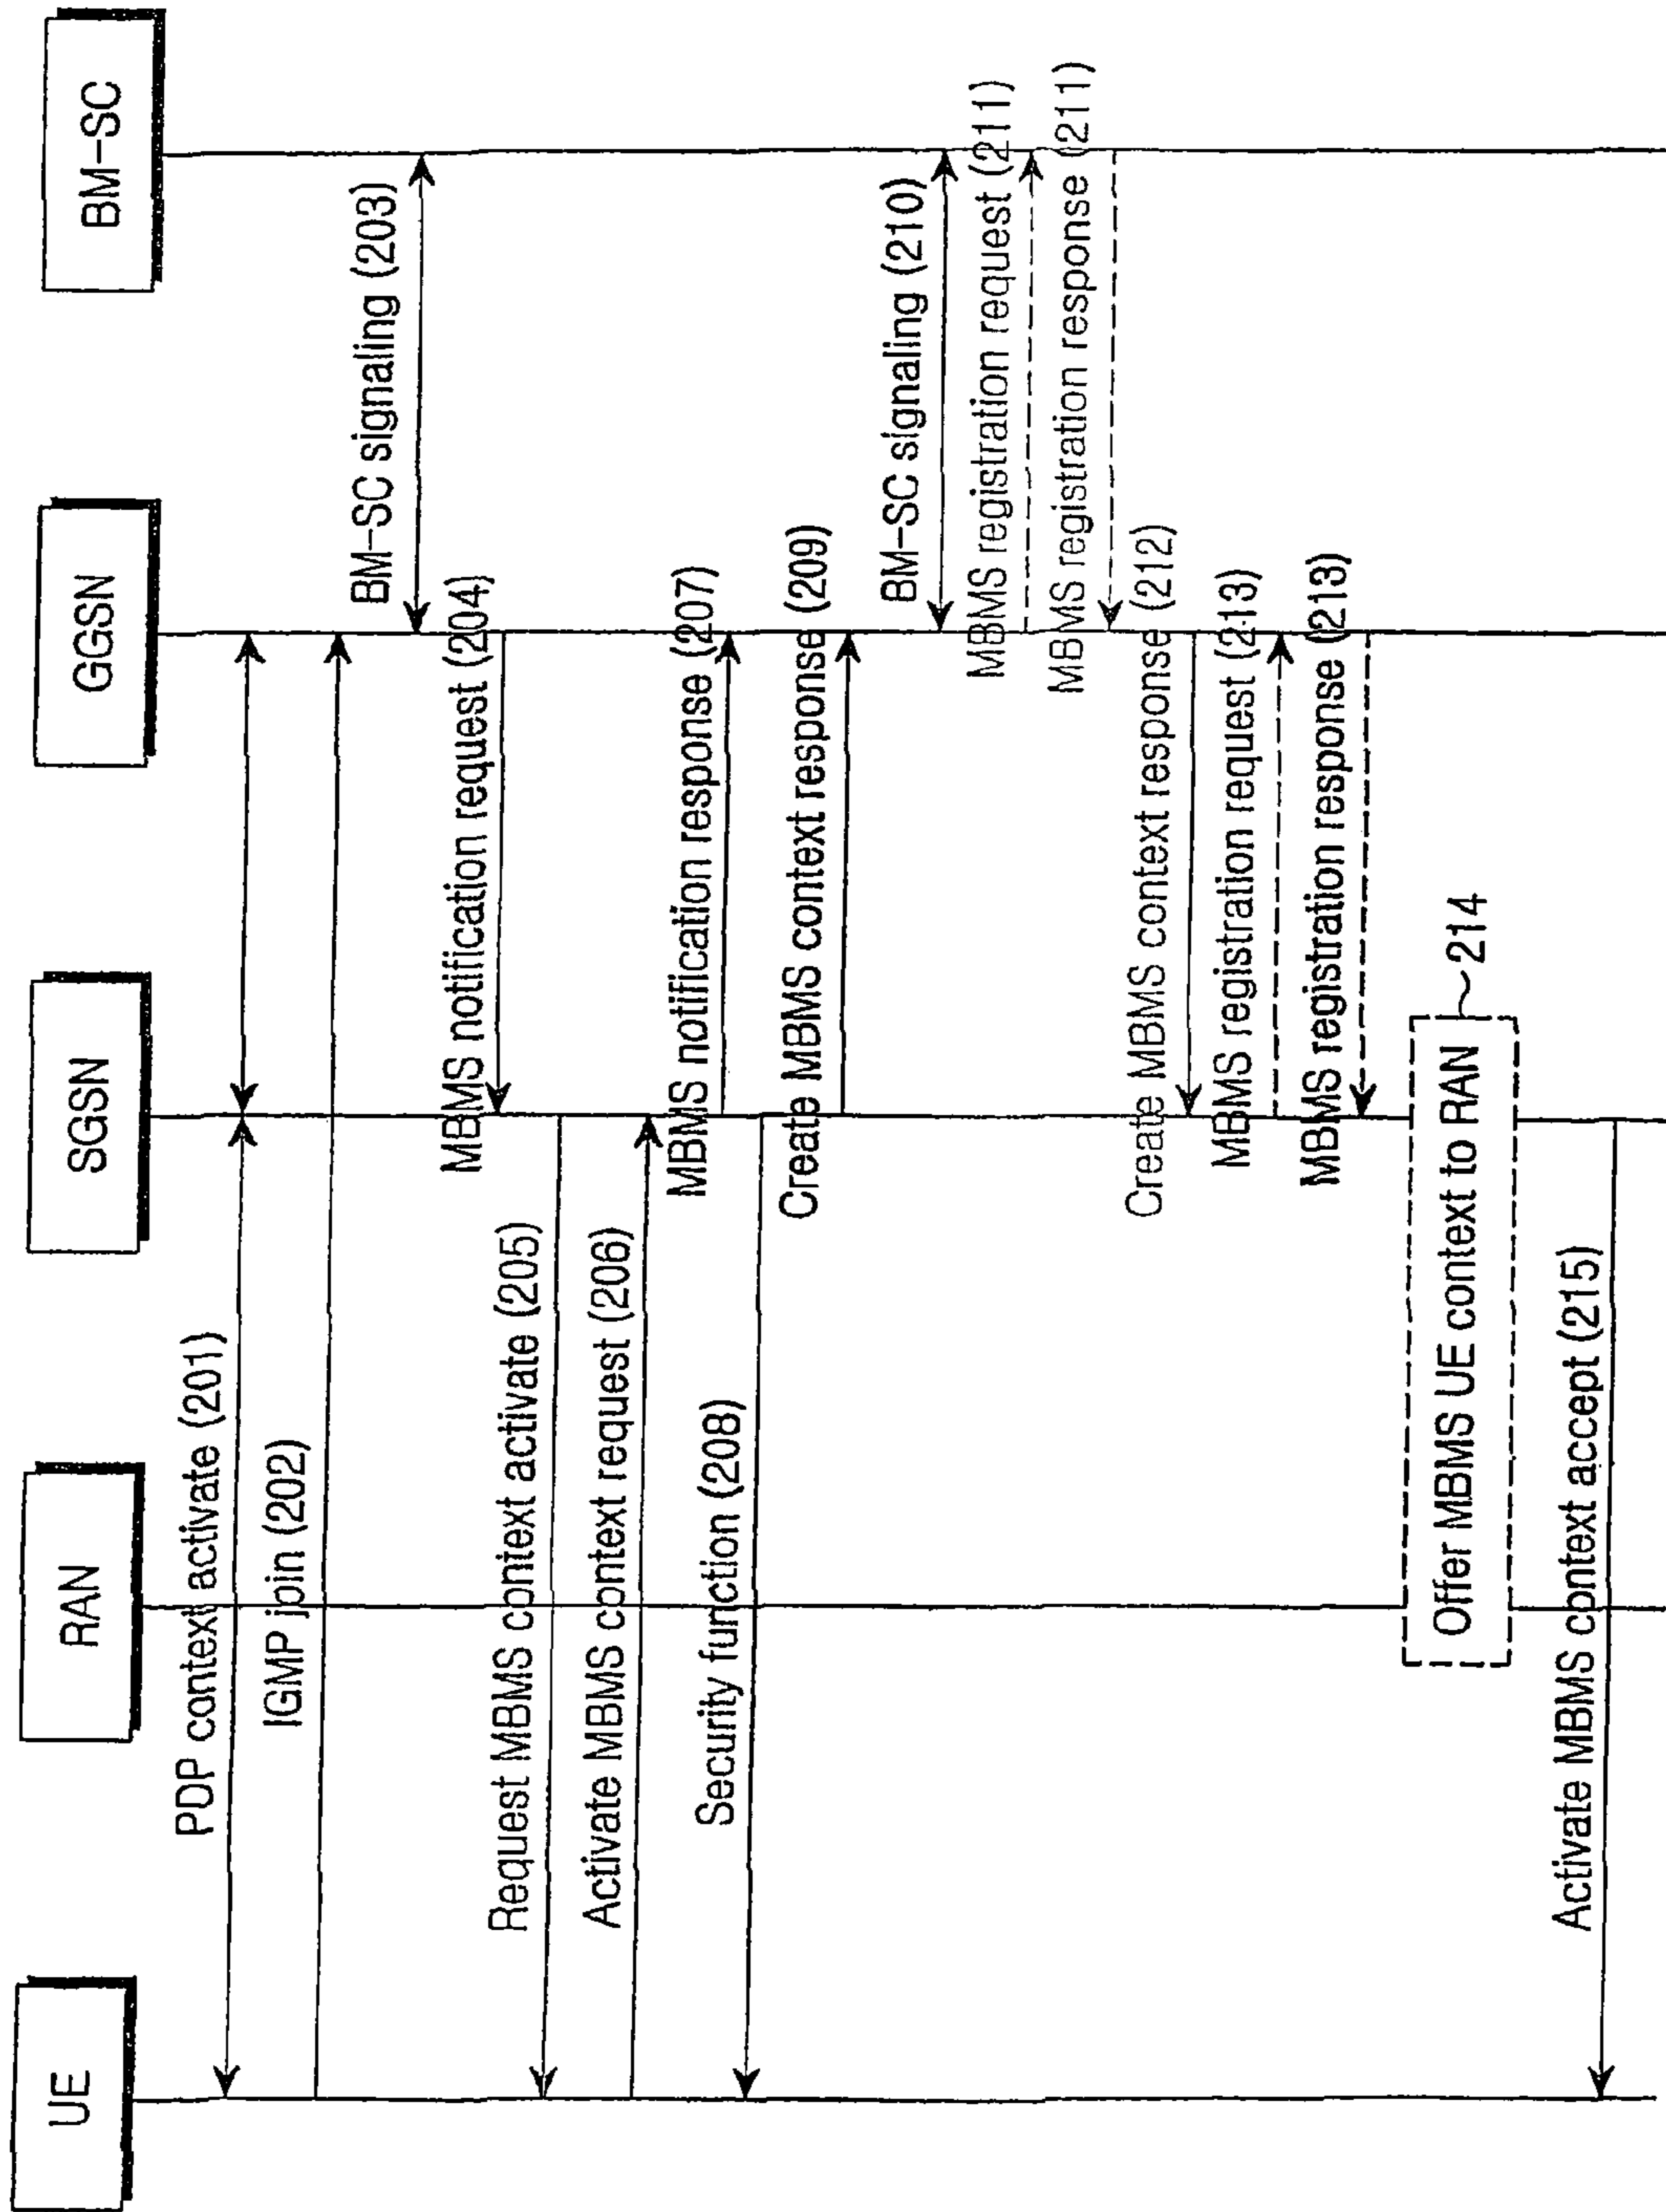 UE
RAN
SGSN
GGSN
BM-SC
PDP context activate (201)
IGMP join (202)
BM-SC signaling (203)
MBMS notification request (204)
Request MBMS context activate (205)
Activate MBMS context request (206)
MBMS notification response (207)
Security function (208)
Create MBMS context response (209)
BM-SC signaling (210)
MBMS registration request (211)
MBMS registration response (211)
Create MBMS context response (212)
MBMS registration request (213)
MBMS registration response (213)
Offer MBMS UE context to RAN
214
Activate MBMS context accept (215)